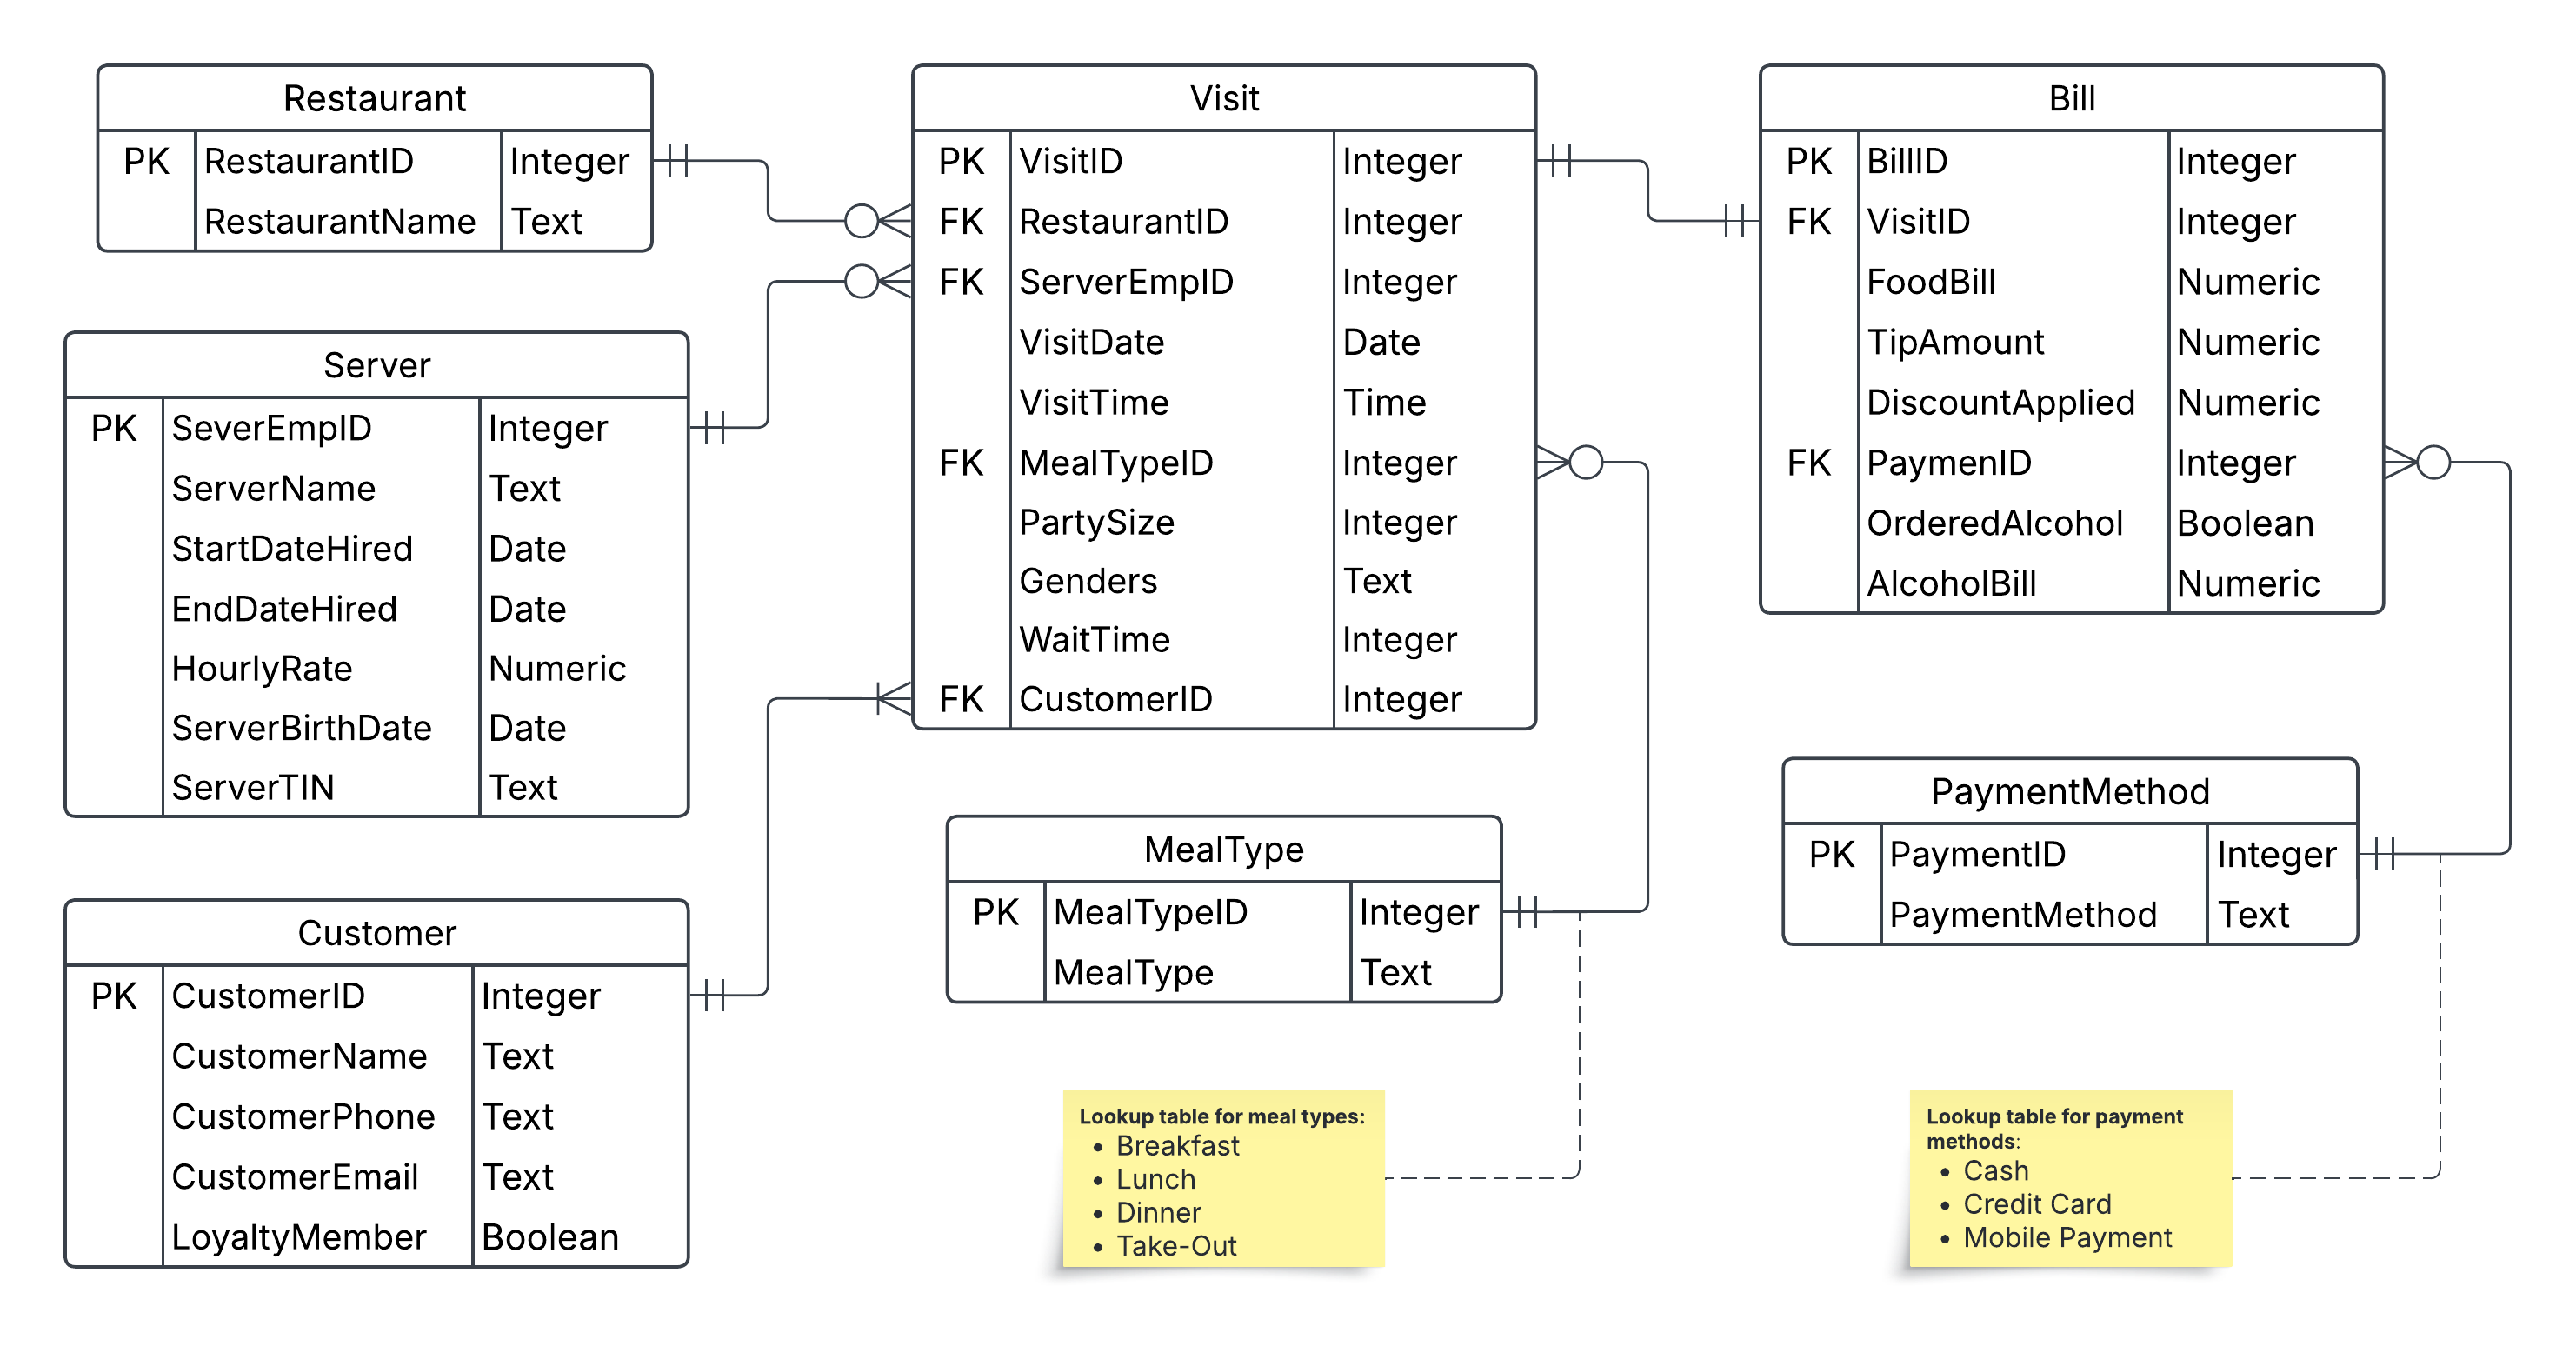 Restaurant
PK RestaurantID Integer
RestaurantName Text
Server
PK SeverEmpID Integer
ServerName Text
StartDateHired Date
EndDateHired Date
HourlyRate Numeric
ServerBirthDate Date
ServerTIN Text
Customer
PK CustomerID Integer
CustomerName Text
CustomerPhone Text
CustomerEmail Text
LoyaltyMember Boolean
Visit
PK VisitID Integer
FK RestaurantID Integer
FK ServerEmpID Integer
VisitDate Date
VisitTime Time
FK MealTypeID Integer
PartySize Integer
Genders Text
WaitTime Integer
FK CustomerID Integer
MealType
PK MealTypeID Integer
MealType Text
Lookup table for meal types:
• Breakfast
• Lunch
• Dinner
• Take-Out
Bill
PK BillID Integer
FK VisitID Integer
FoodBill Numeric
TipAmount Numeric
DiscountApplied Numeric
FK PaymenID Integer
OrderedAlcohol Boolean
AlcoholBill Numeric
PaymentMethod
PK PaymentID Integer
PaymentMethod Text
Lookup table for payment
methods:
• Cash
• Credit Card
• Mobile Payment